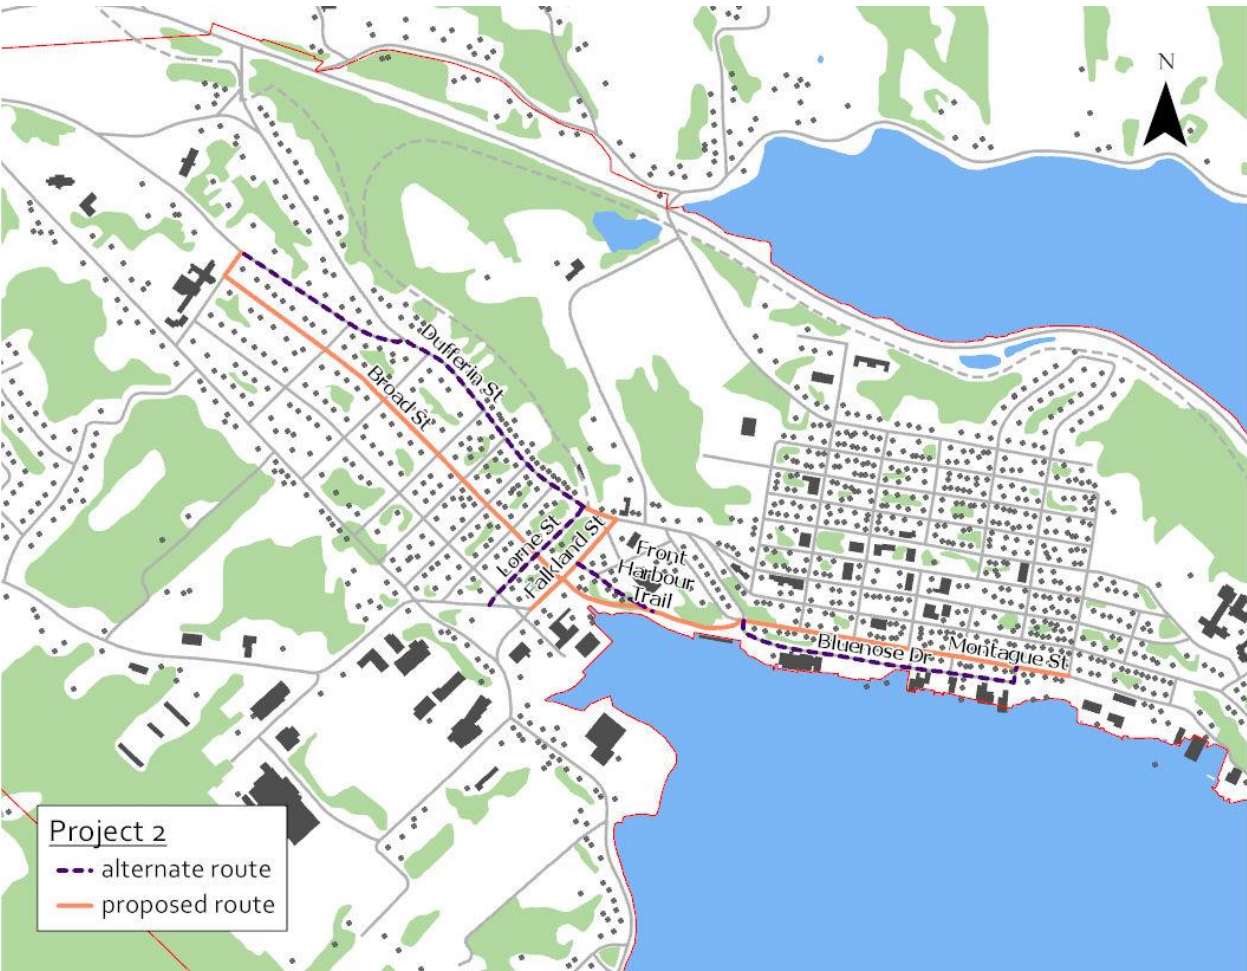 N
Dufferin St
Broad St
Lorne St
Falkland St
Front
Harbour
Trail
Bluenose Dr
Montague St
Project 2
alternate route
proposed route